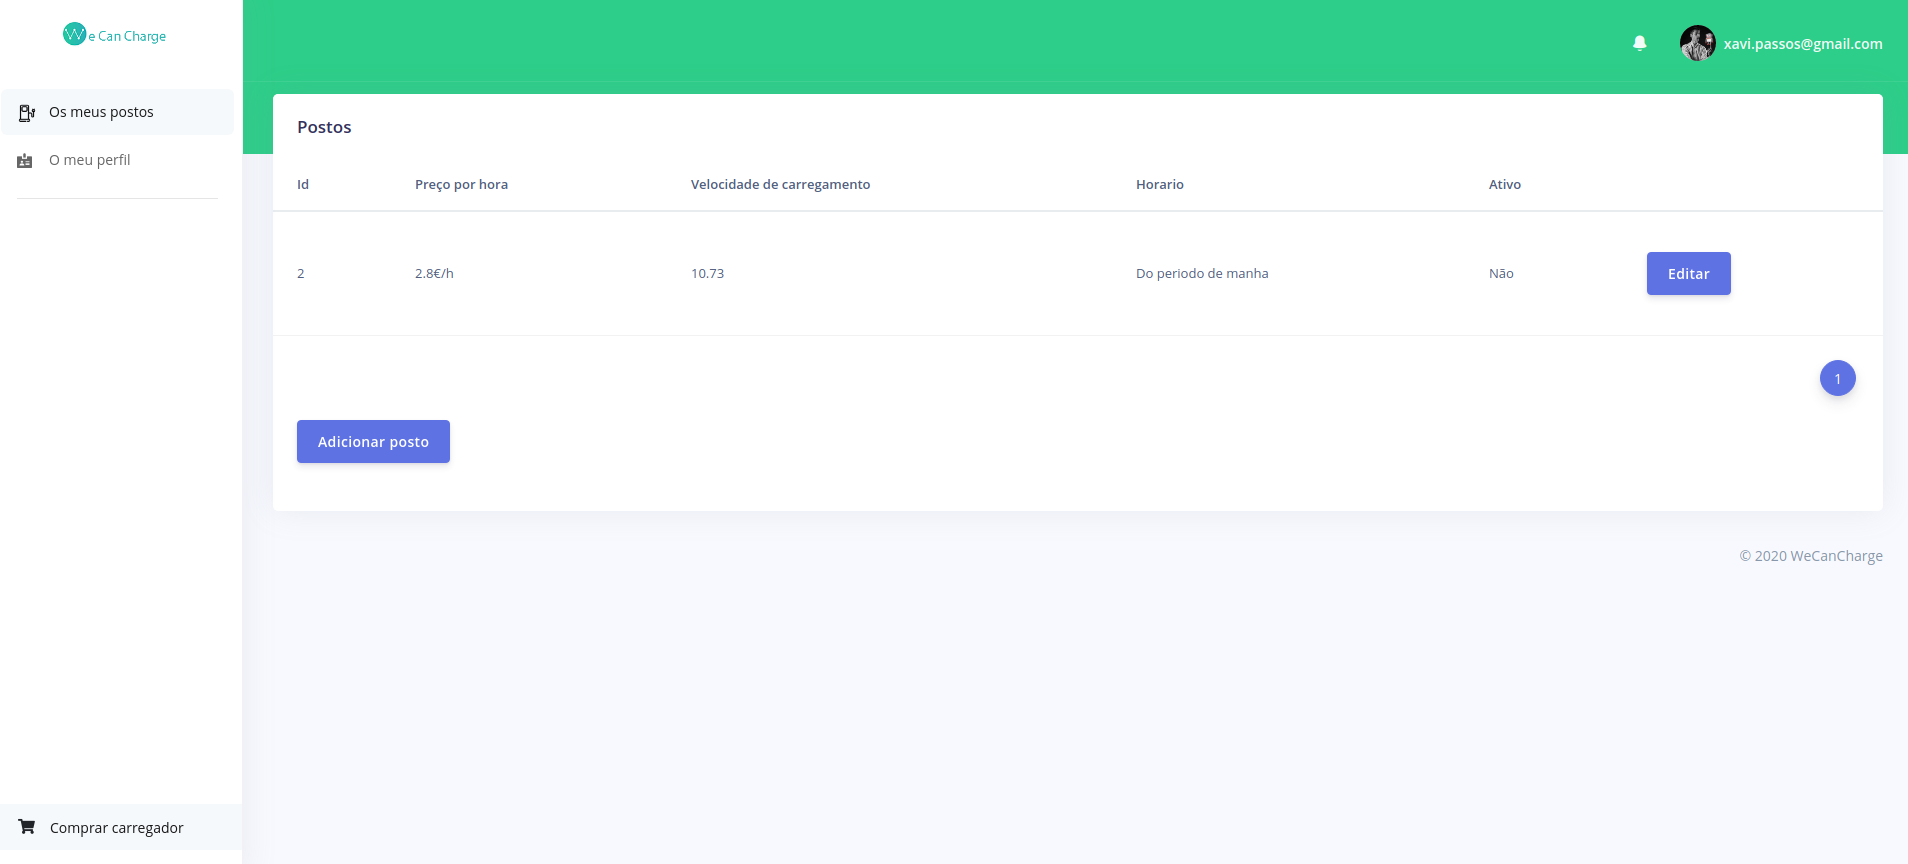 We Can Charge
xavi.passos@gmail.com
Os meus postos
O meu perfil
Postos
Id Preço por hora Velocidade de carregamento Horario Ativo
2 2.8€/h 10.73 Do periodo de manha Não Editar
1
Adicionar posto
© 2020 WeCanCharge
Comprar carregador